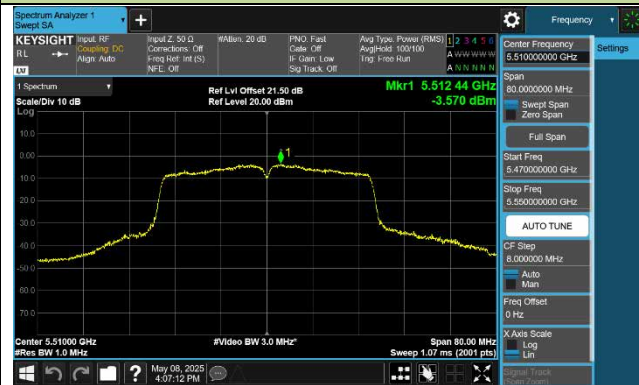 Spectrum Analyzer 1
Swept SA
Frequency
KEYSIGHT
Input: RF
Input Z: 50 Ω
#Atten: 20 dB
PNO: Fast
Avg Type: Power (RMS)
1 2 3 4 5 6
RL
Coupling: DC
Corrections: Off
Gate: Off
Avg|Hold: 100/100
A W W W W W
Align: Auto
Freq Ref: Int (S)
IF Gain: Low
Trig: Free Run
NFE: Off
Sig Track: Off
A N N N N N
LXI
1 Spectrum
Scale/Div 10 dB
Ref Lvl Offset 21.50 dB
Ref Level 20.00 dBm
Mkr1 5.512 44 GHz
-3.570 dBm
Log
10.0
0.00
1
-10.0
-20.0
-30.0
-40.0
-50.0
-60.0
-70.0
Center 5.51000 GHz
#Video BW 3.0 MHz*
Span 80.00 MHz
#Res BW 1.0 MHz
Sweep 1.07 ms (2001 pts)
May 08, 2025
4:07:12 PM
Center Frequency
5.510000000 GHz
Settings
Span
80.0000000 MHz
Swept Span
Zero Span
Full Span
Start Freq
5.470000000 GHz
Stop Freq
5.550000000 GHz
AUTO TUNE
CF Step
8.000000 MHz
Auto
Man
Freq Offset
0 Hz
X Axis Scale
Log
Lin
Signal Track
(Span Zoom)